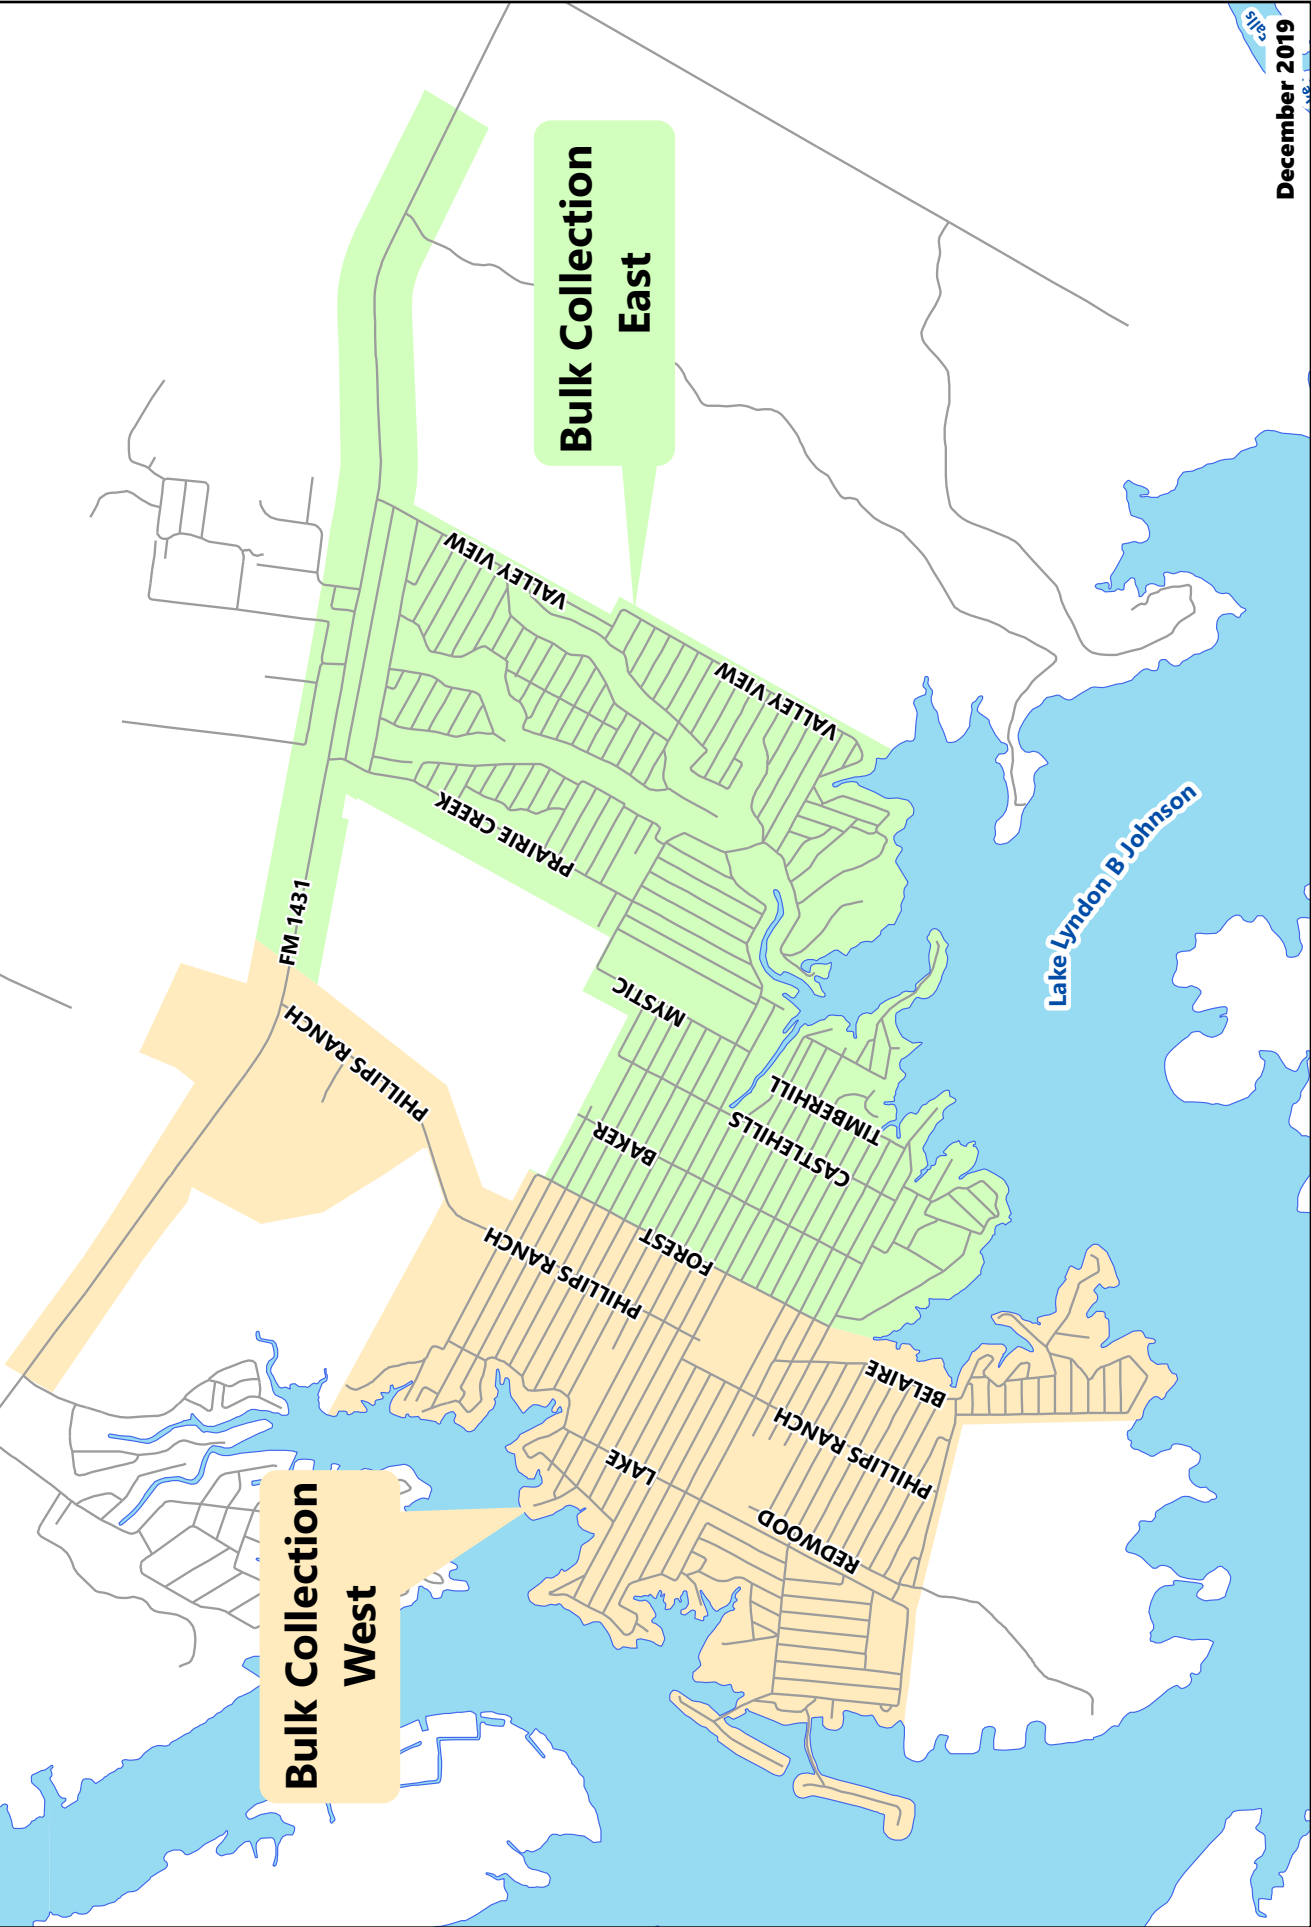 Bulk Collection
West
Bulk Collection
East
FM 1431
PHILLIPS RANCH
PHILLIPS RANCH
PHILLIPS RANCH
LAKE
REDWOOD
BELAIRE
FOREST
BAKER
CASTLEHILLS
TIMBERHILL
MYSTIC
PRAIRIE CREEK
VALLEY VIEW
VALLEY VIEW
Lake Lyndon B Johnson
December 2019